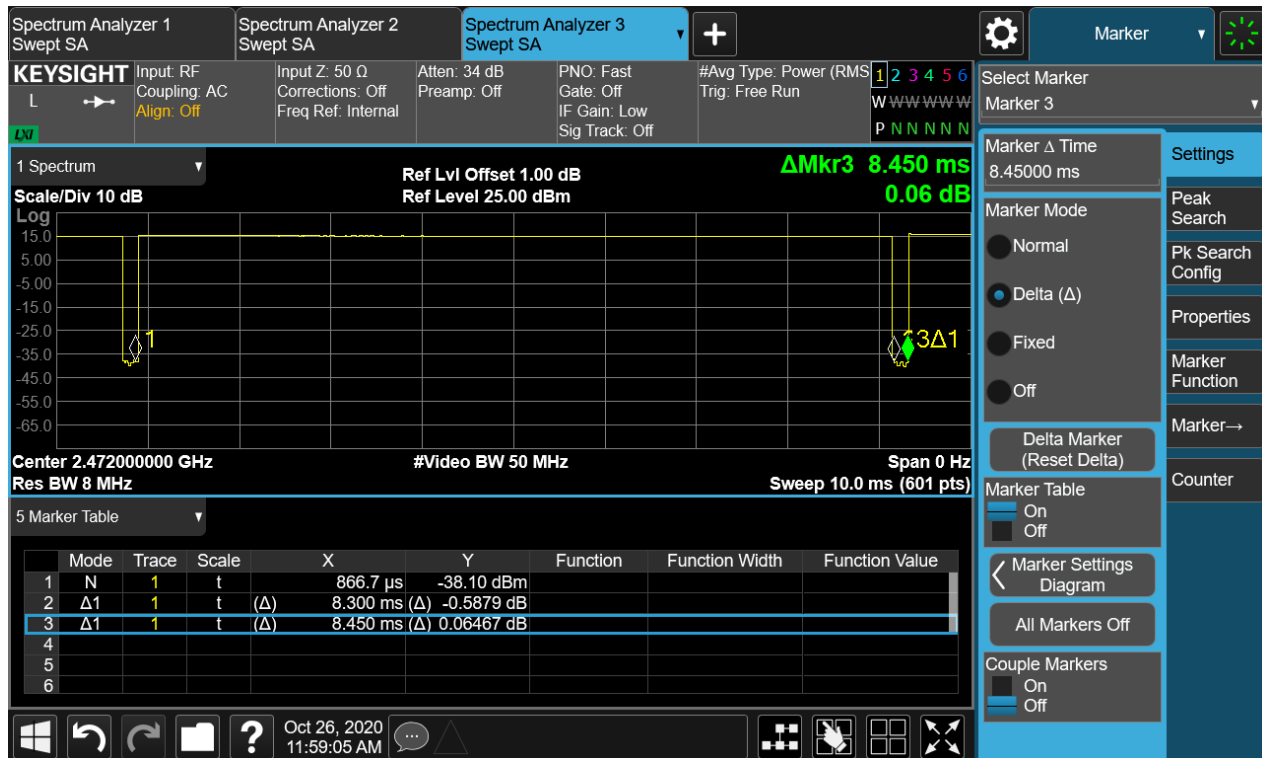 Spectrum Analyzer 1
Swept SA
Spectrum Analyzer 2
Swept SA
Spectrum Analyzer 3
Swept SA
Marker
KEYSIGHT
L
LXI
Input: RF
Coupling: AC
Align: Off
Input Z: 50 Ω
Corrections: Off
Freq Ref: Internal
Atten: 34 dB
Preamp: Off
PNO: Fast
Gate: Off
IF Gain: Low
Sig Track: Off
#Avg Type: Power (RMS
Trig: Free Run
1 2 3 4 5 6
W W W W W W
P N N N N N
Select Marker
Marker 3
1 Spectrum
Scale/Div 10 dB
Ref Lvl Offset 1.00 dB
Ref Level 25.00 dBm
ΔMkr3 8.450 ms
0.06 dB
Log
15.0
5.00
-5.00
-15.0
-25.0
-35.0
-45.0
-55.0
-65.0
1
3Δ1
Center 2.472000000 GHz
#Video BW 50 MHz
Span 0 Hz
Res BW 8 MHz
Sweep 10.0 ms (601 pts)
5 Marker Table
Mode Trace Scale X Y Function Function Width Function Value
1 N 1 t 866.7 µs -38.10 dBm
2 Δ1 1 t (Δ) 8.300 ms (Δ) -0.5879 dB
3 Δ1 1 t (Δ) 8.450 ms (Δ) 0.06467 dB
4
5
6
Marker Δ Time
8.45000 ms
Marker Mode
Normal
Delta (Δ)
Fixed
Off
Delta Marker
(Reset Delta)
Marker Table
On
Off
Marker Settings
Diagram
All Markers Off
Couple Markers
On
Off
Settings
Peak
Search
Pk Search
Config
Properties
Marker
Function
Marker→
Counter
?
Oct 26, 2020
11:59:05 AM